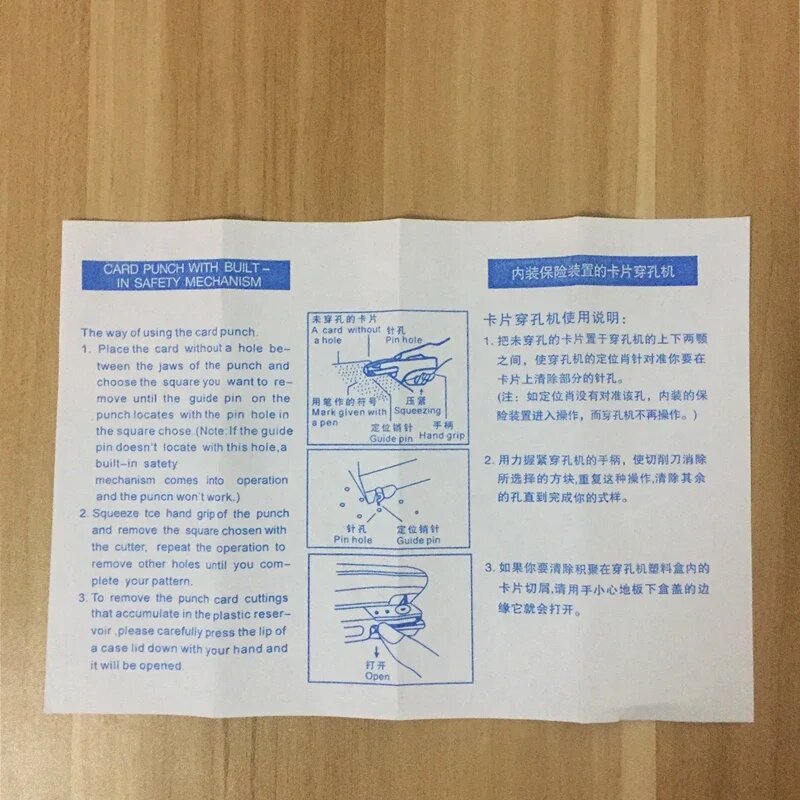 CARD PUNCH WITH BUILT-
IN SAFETY MECHANISM
The way of using the card punch.
1. Place the card without a hole be-
tween the jaws of the punch and
choose the square you want to re-
move until the guide pin on the
punch locates with the pin hole in
the square chose.(Note:If the guide
pin doesn't locate with this hole,a
built-in safety
mechanism comes into operation
and the puncn won't work.)
2. Squeeze tce hand grip of the punch
and remove the square chosen with
the cutter, repeat the operation to
remove other holes until you com-
plete your pattern.
3. To remove the punch card cuttings
that accumulate in the plastic reser-
voir ,please carefully press the lip of
a case lid down with your hand and
it will be opened.
未穿孔的卡片
A card without
a hole
针孔
Pin hole
用笔作的符号
Mark given with
a pen
压紧
Squeezing
定位销针
Guide pin
手柄
Hand grip
针孔
Pin hole
定位销针
Guide pin
打开
Open
内装保险装置的卡片穿孔机
卡片穿孔机使用说明:
1. 把未穿孔的卡片置于穿孔机的上下两颚
之间，使穿孔机的定位肖针对准你要在
卡片上清除部分的针孔。
(注：如定位肖没有对准该孔，内装的保
险装置进入操作，而穿孔机不再操作。)
2. 用力握紧穿孔机的手柄，使切削刀消除
所选择的方块,重复这种操作,清除其余
的孔直到完成你的式样。
3. 如果你要清除积聚在穿孔机塑料盒内的
卡片切屑,请用手小心地板下盒盖的边
缘它就会打开。